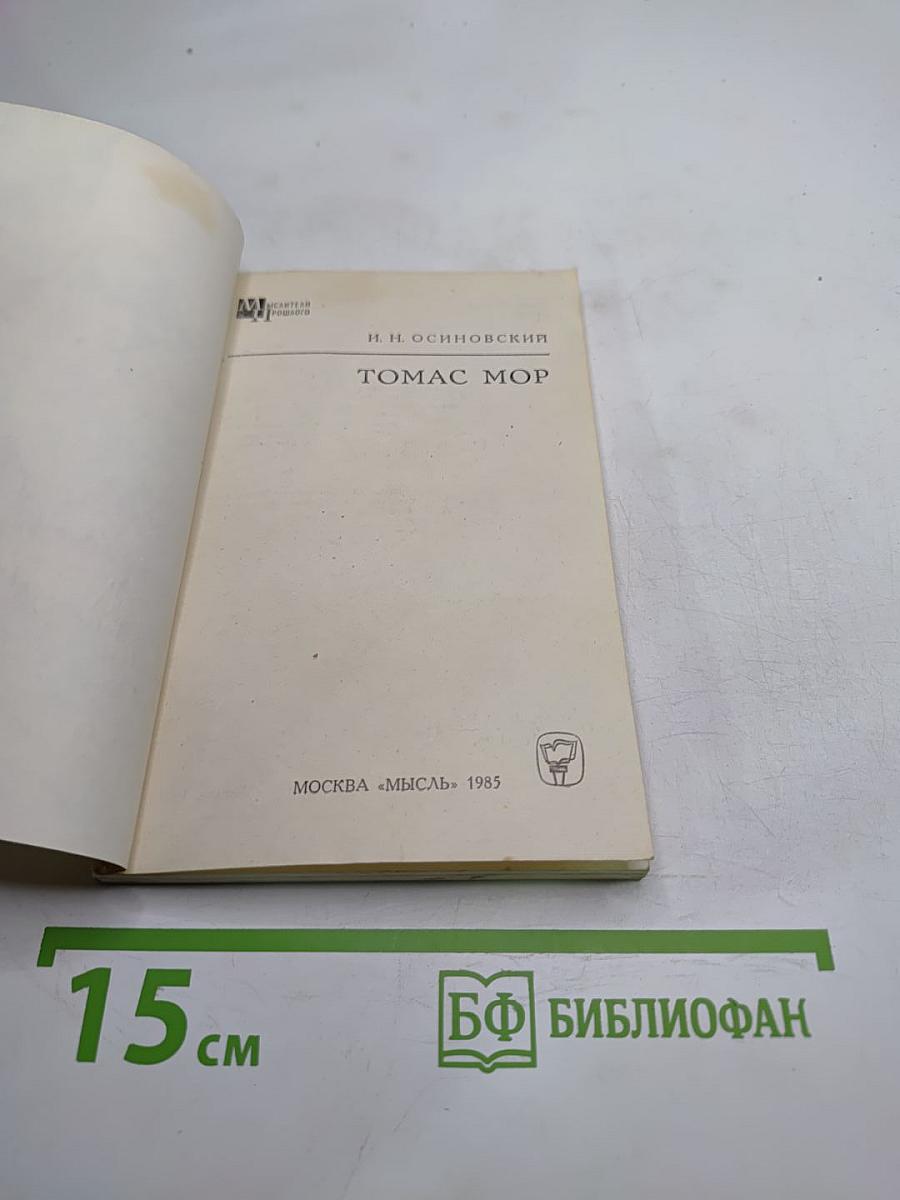 МЫСЛИТЕЛИ
ПРОШЛОГО
И. Н. ОСИНОВСКИЙ
ТОМАС МОР
МОСКВА «МЫСЛЬ» 1985
15 см
БФ БИБЛИОФАН